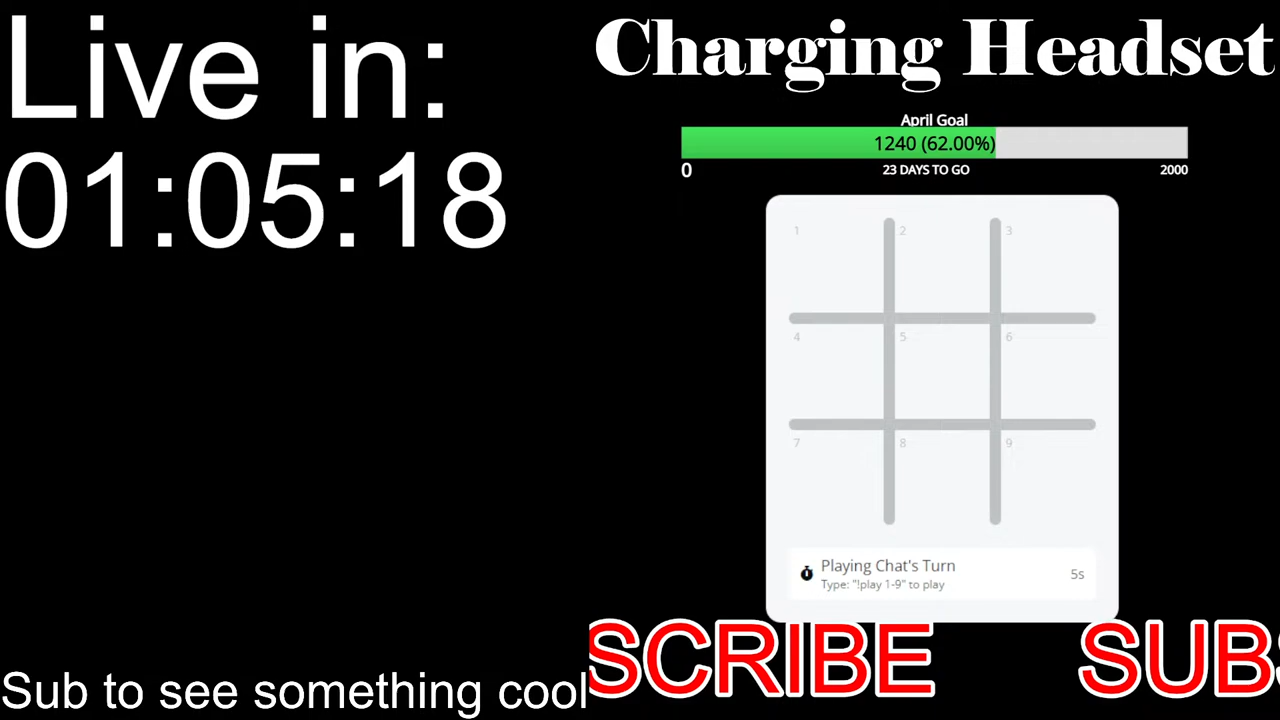 Live in:
01:05:18
Charging Headset
April Goal
1240 (62.00%)
0
23 DAYS TO GO
2000
1
2
3
4
5
6
7
8
9
Playing Chat's Turn
Type: "!play 1-9" to play
5s
Sub to see something cool
SCRIBE SUBS